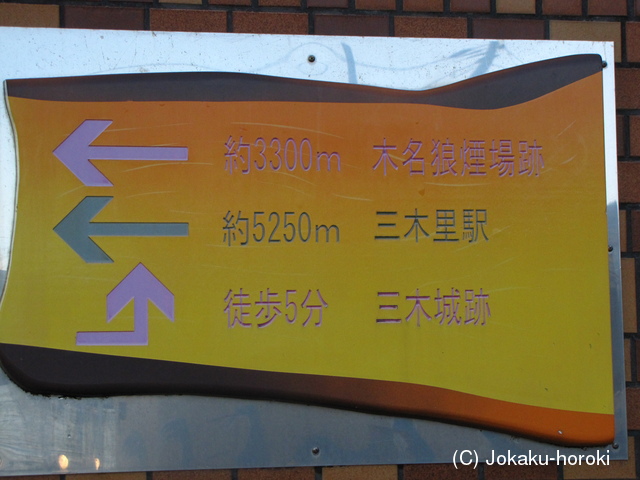 約3300m 木名狼煙場跡
約5250m 三木里駅
徒歩5分 三木城跡
(C) Jokaku-horoki